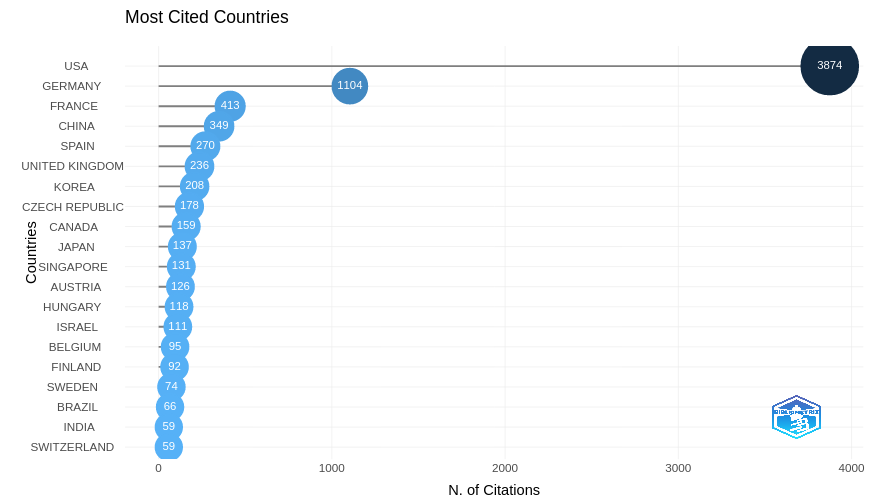 Most Cited Countries
USA 3874
GERMANY 1104
FRANCE 413
CHINA 349
SPAIN 270
UNITED KINGDOM 236
KOREA 208
CZECH REPUBLIC 178
CANADA 159
JAPAN 137
SINGAPORE 131
AUSTRIA 126
HUNGARY 118
ISRAEL 111
BELGIUM 95
FINLAND 92
SWEDEN 74
BRAZIL 66
INDIA 59
SWITZERLAND 59
Countries
0 1000 2000 3000 4000
N. of Citations